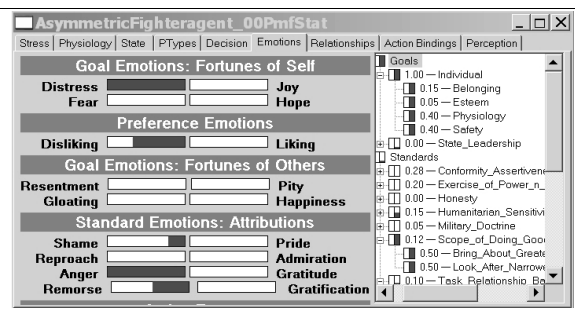 AsymmetricFighteragent_00PmfStat
Stress Physiology State PTypes Decision Emotions Relationships Action Bindings Perception
Goal Emotions: Fortunes of Self
Distress Joy
Fear Hope
Preference Emotions
Disliking Liking
Goal Emotions: Fortunes of Others
Resentment Pity
Gloating Happiness
Standard Emotions: Attributions
Shame Pride
Reproach Admiration
Anger Gratitude
Remorse Gratification
Goals
1.00 — Individual
0.15 — Belonging
0.05 — Esteem
0.40 — Physiology
0.40 — Safety
0.00 — State_Leadership
Standards
0.28 — Conformity_Assertivene
0.20 — Exercise_of_Power_n_
0.00 — Honesty
0.15 — Humanitarian_Sensitivi
0.05 — Military_Doctrine
0.12 — Scope_of_Doing_Good
0.50 — Bring_About_Greate
0.50 — Look_After_Narrowe
0.10 — Task_Relationship_Ba